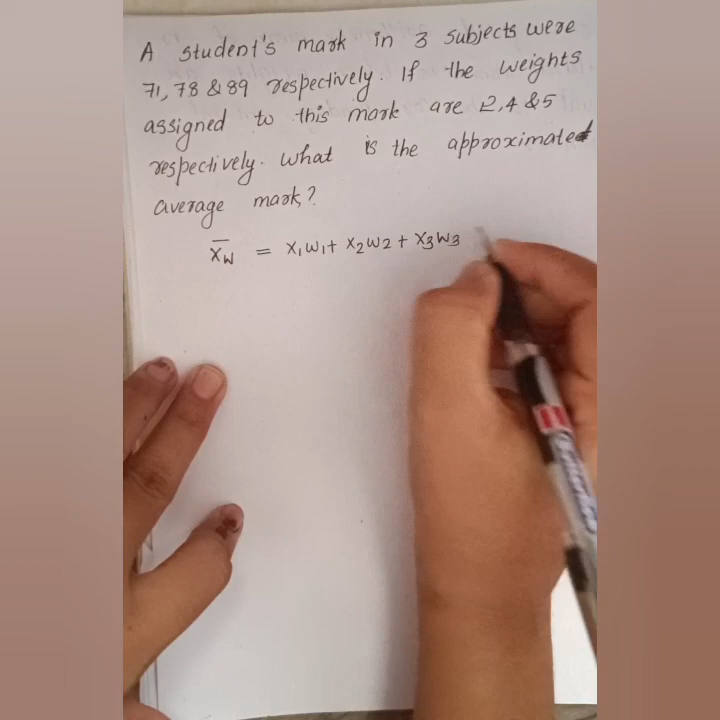 A student's mark in 3 subjects were
71, 78 & 89 respectively. If the weights
assigned to this mark are 2,4 & 5
respectively. What is the approximated
average mark?
X̅w = x₁w₁+ x₂w2 + x₃w₃